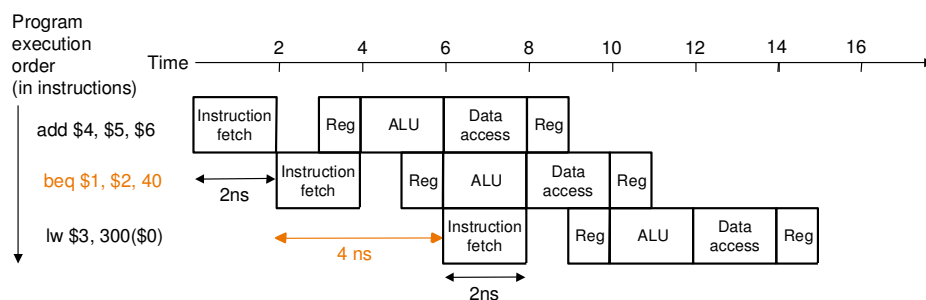 Program
execution
order
(in instructions)
Time
2 4 6 8 10 12 14 16
add $4, $5, $6
Instruction
fetch
Reg
ALU
Data
access
Reg
beq $1, $2, 40
2ns
Instruction
fetch
Reg
ALU
Data
access
Reg
lw $3, 300($0)
4 ns
Instruction
fetch
Reg
ALU
Data
access
Reg
2ns